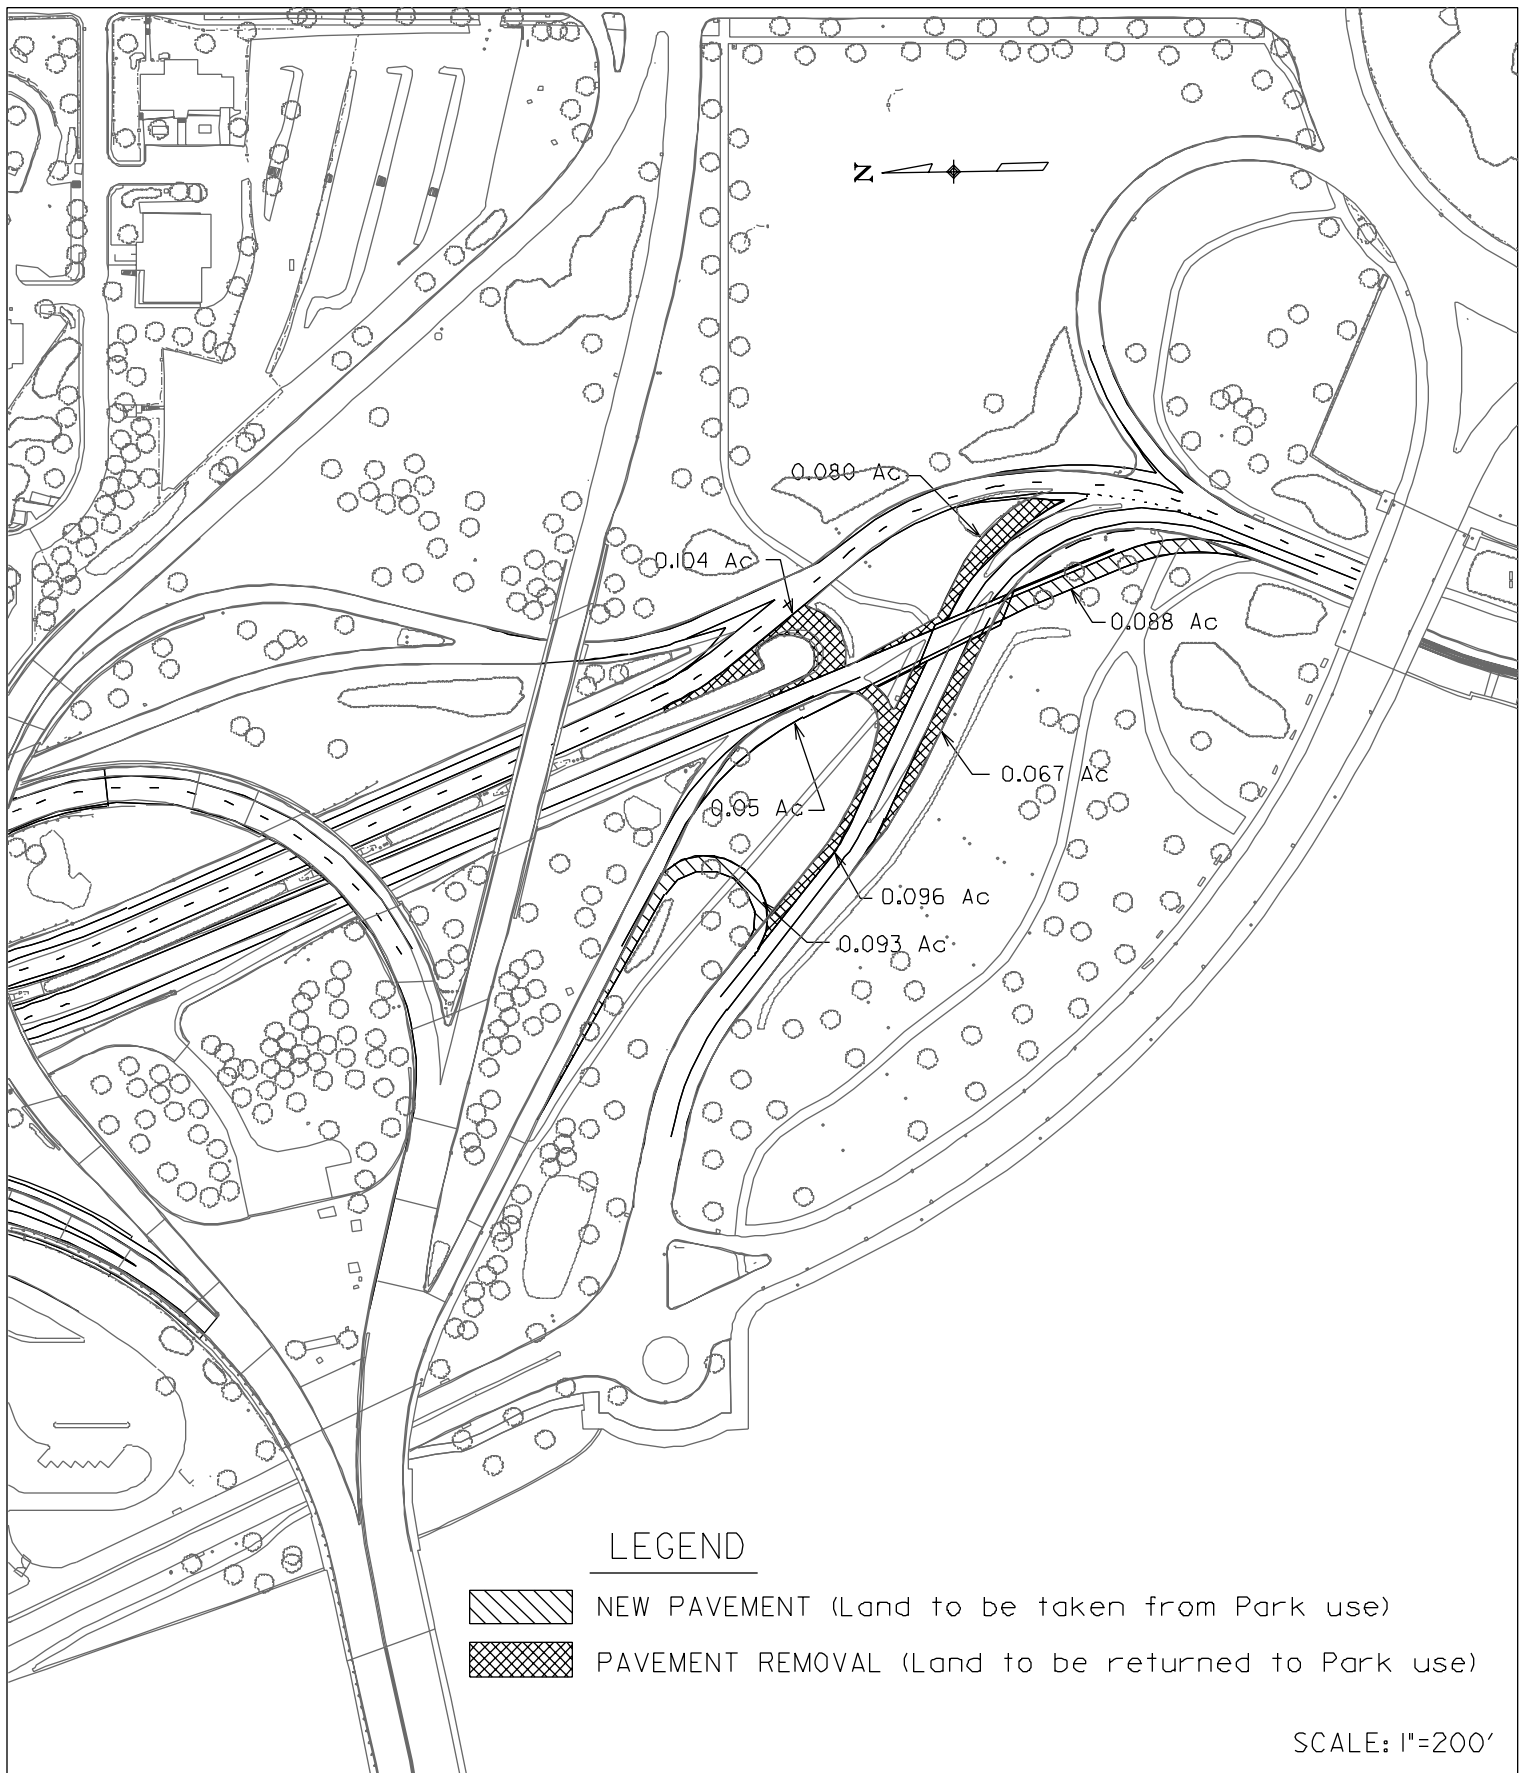 N
0.080 Ac
0.104 Ac
0.088 Ac
0.067 Ac
0.05 Ac
0.096 Ac
0.093 Ac
LEGEND
NEW PAVEMENT (Land to be taken from Park use)
PAVEMENT REMOVAL (Land to be returned to Park use)
SCALE: 1"=200'